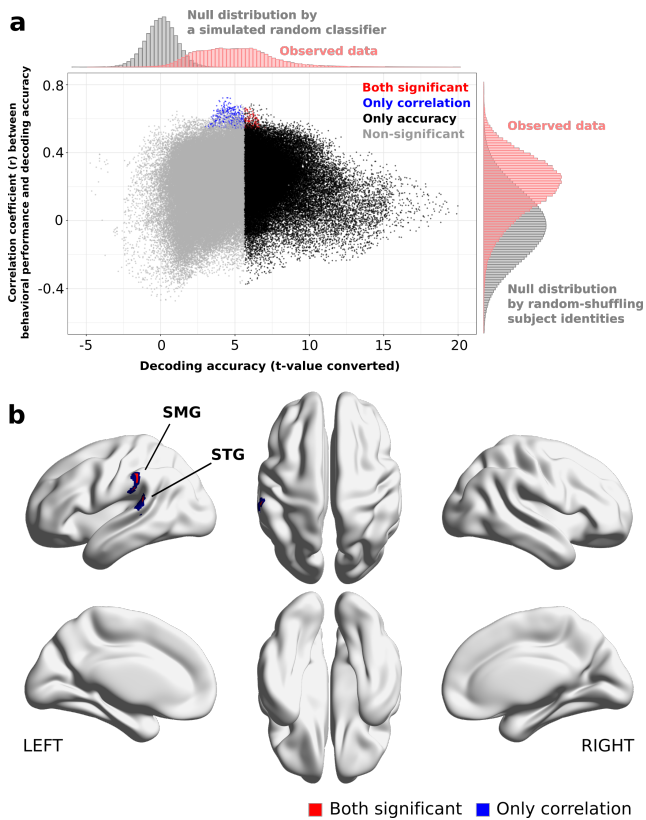 a
Null distribution by
a simulated random classifier
Observed data
Correlation coefficient (r) between
behavioral performance and decoding accuracy
0.8
0.4
0
-0.4
Both significant
Only correlation
Only accuracy
Non-significant
-5
0
5
10
15
20
Decoding accuracy (t-value converted)
Observed data
Null distribution
by random-shuffling
subject identities
b
SMG
STG
LEFT
RIGHT
Both significant
Only correlation